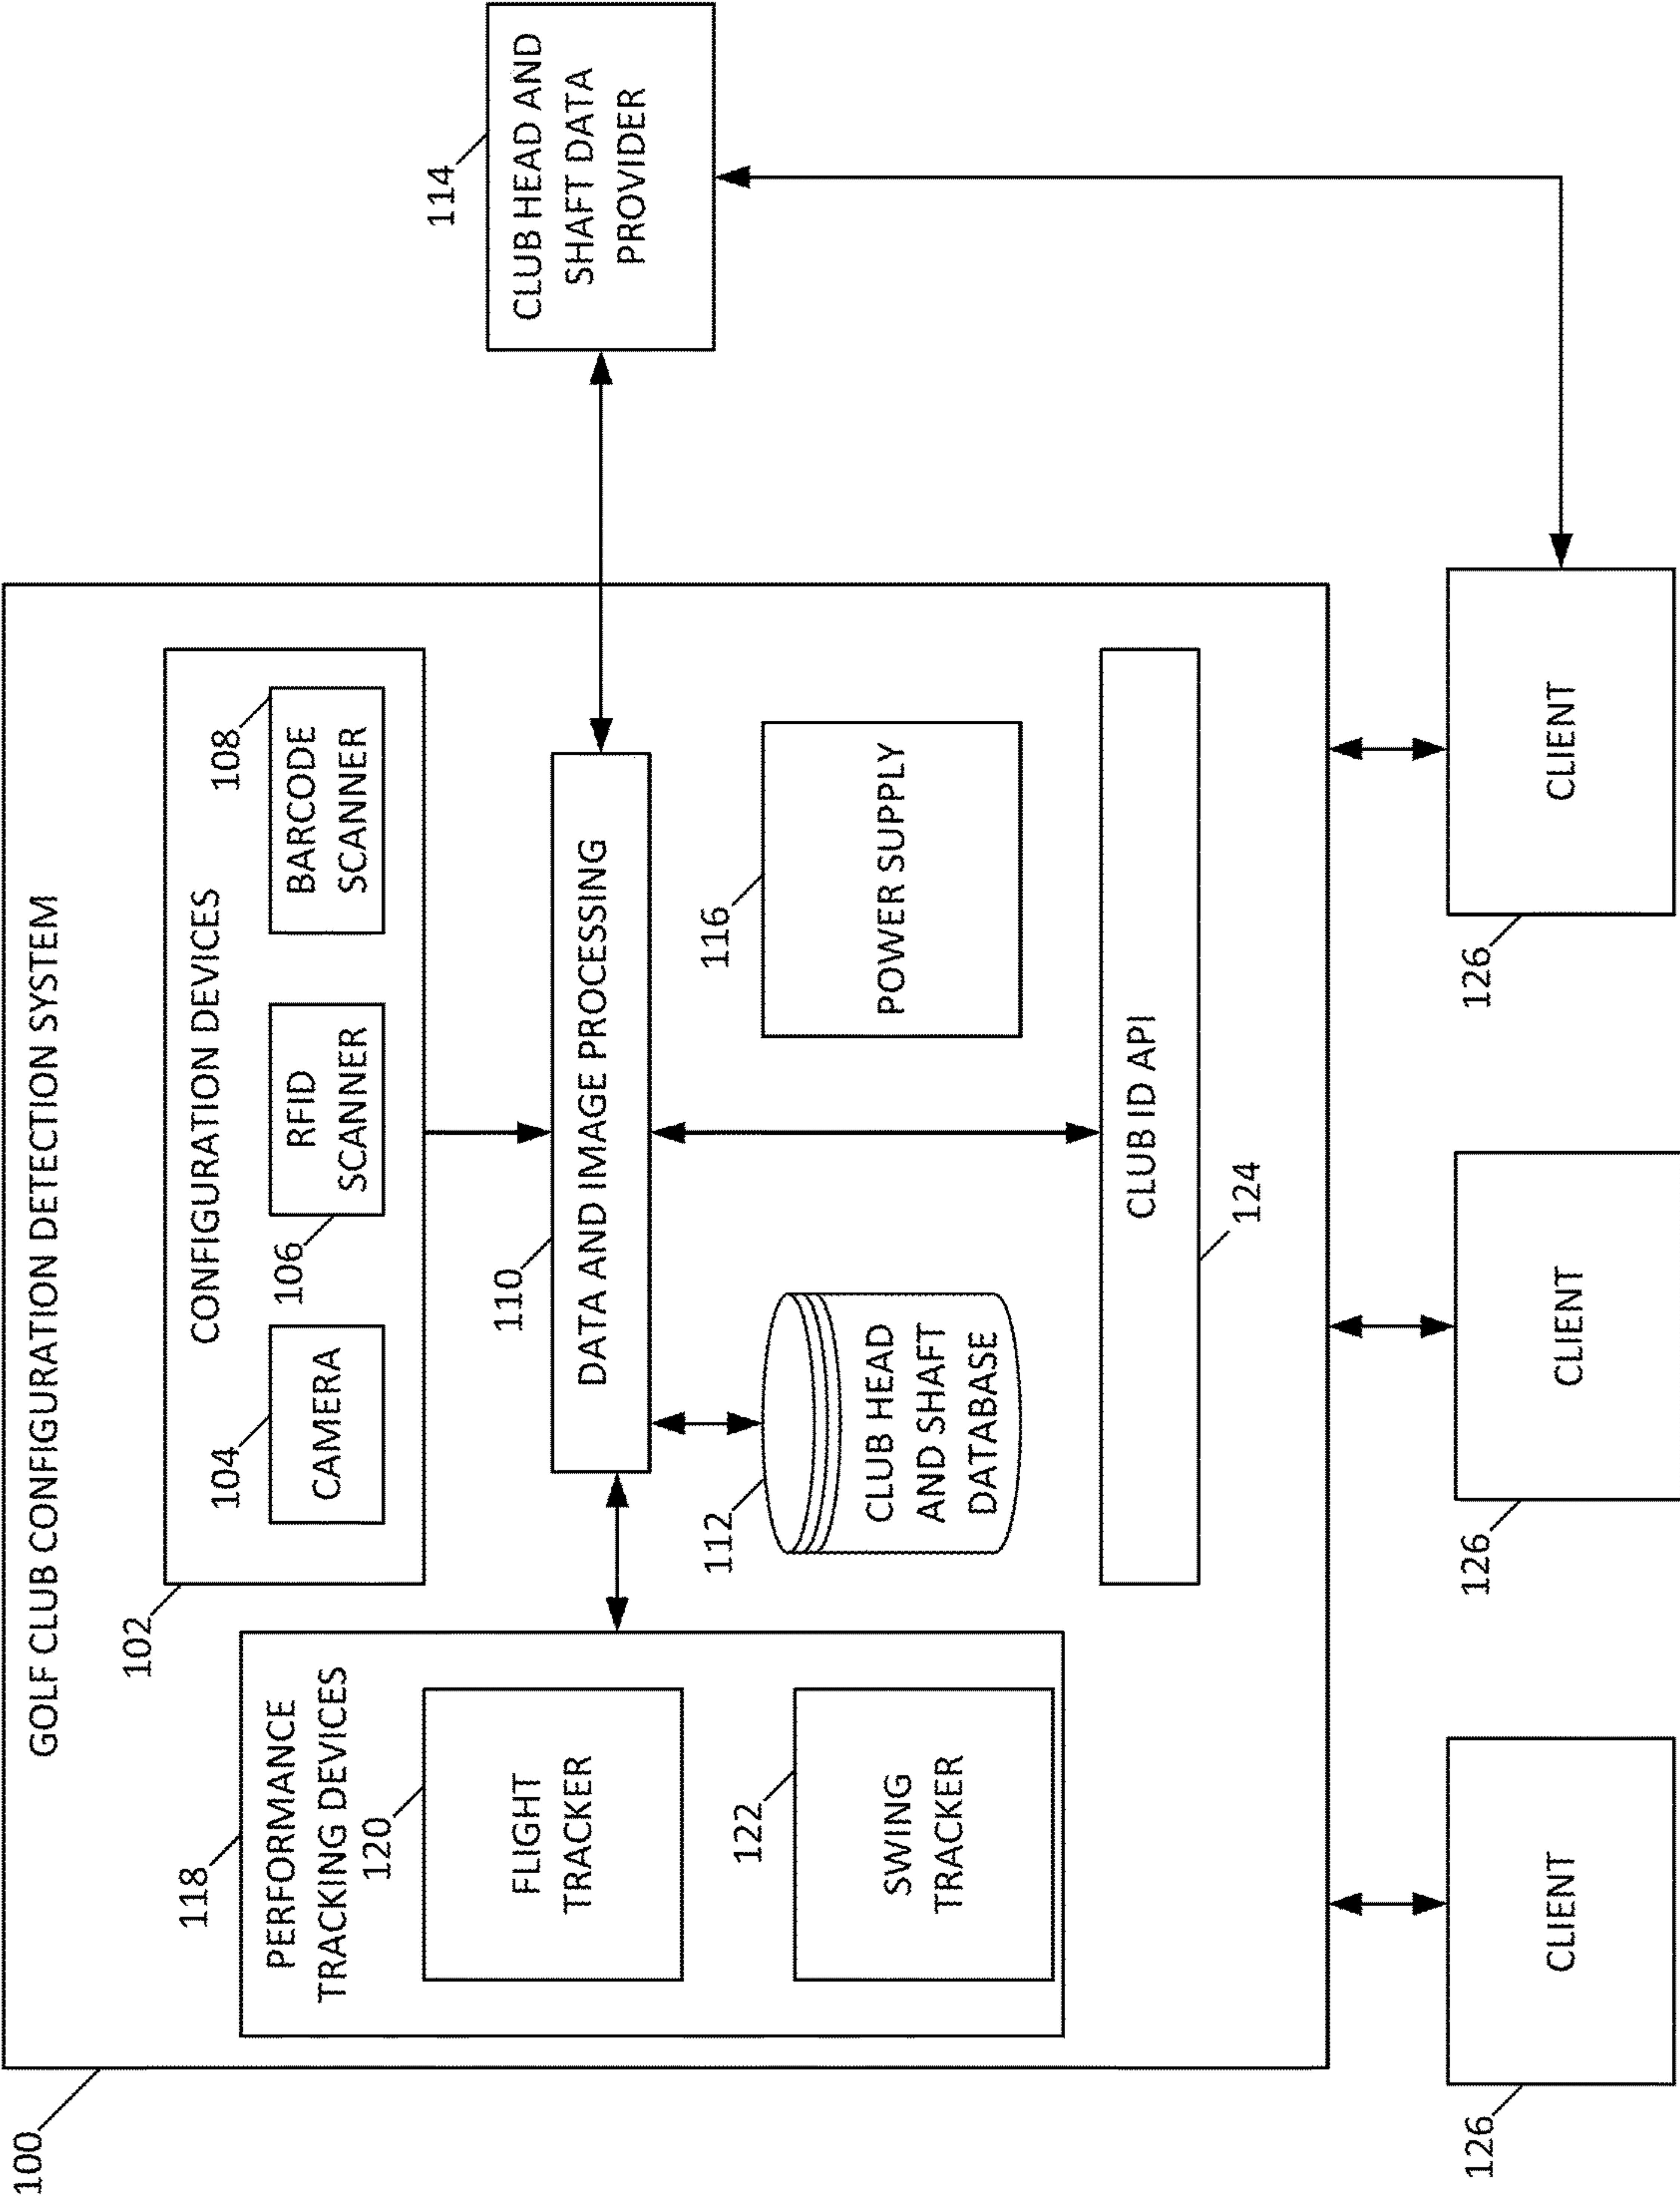 100
GOLF CLUB CONFIGURATION DETECTION SYSTEM
102
CONFIGURATION DEVICES
104
CAMERA
106
RFID
SCANNER
108
BARCODE
SCANNER
118
PERFORMANCE
TRACKING DEVICES
120
FLIGHT
TRACKER
122
SWING
TRACKER
110
DATA AND IMAGE PROCESSING
112
CLUB HEAD
AND SHAFT
DATABASE
116
POWER SUPPLY
124
CLUB ID API
114
CLUB HEAD AND
SHAFT DATA
PROVIDER
126
CLIENT
126
CLIENT
126
CLIENT